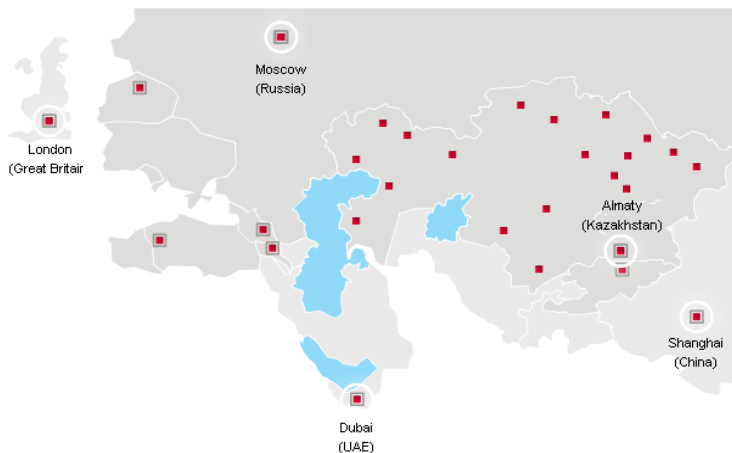 Moscow
(Russia)
London
(Great Britair
Almaty
(Kazakhstan)
Shanghai
(China)
Dubai
(UAE)